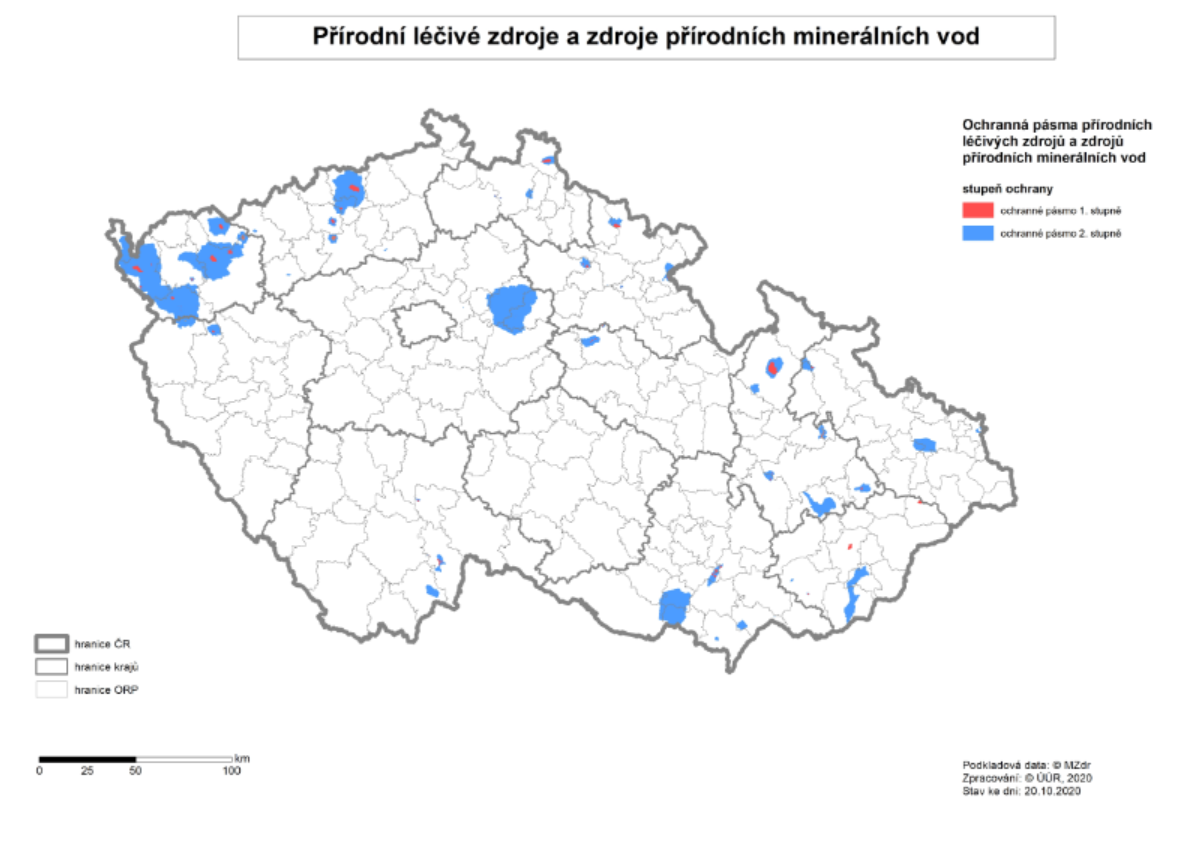 Přírodní léčivé zdroje a zdroje přírodních minerálních vod
Ochranná pásma přírodních
léčivých zdrojů a zdrojů
přírodních minerálních vod
stupeň ochrany
ochranné pásmo 1. stupně
ochranné pásmo 2. stupně
hranice ČR
hranice krajů
hranice ORP
km
0 25 50 100
Podkladová data: © MZdr
Zpracování: © ÚÚR, 2020
Stav ke dni: 20.10.2020